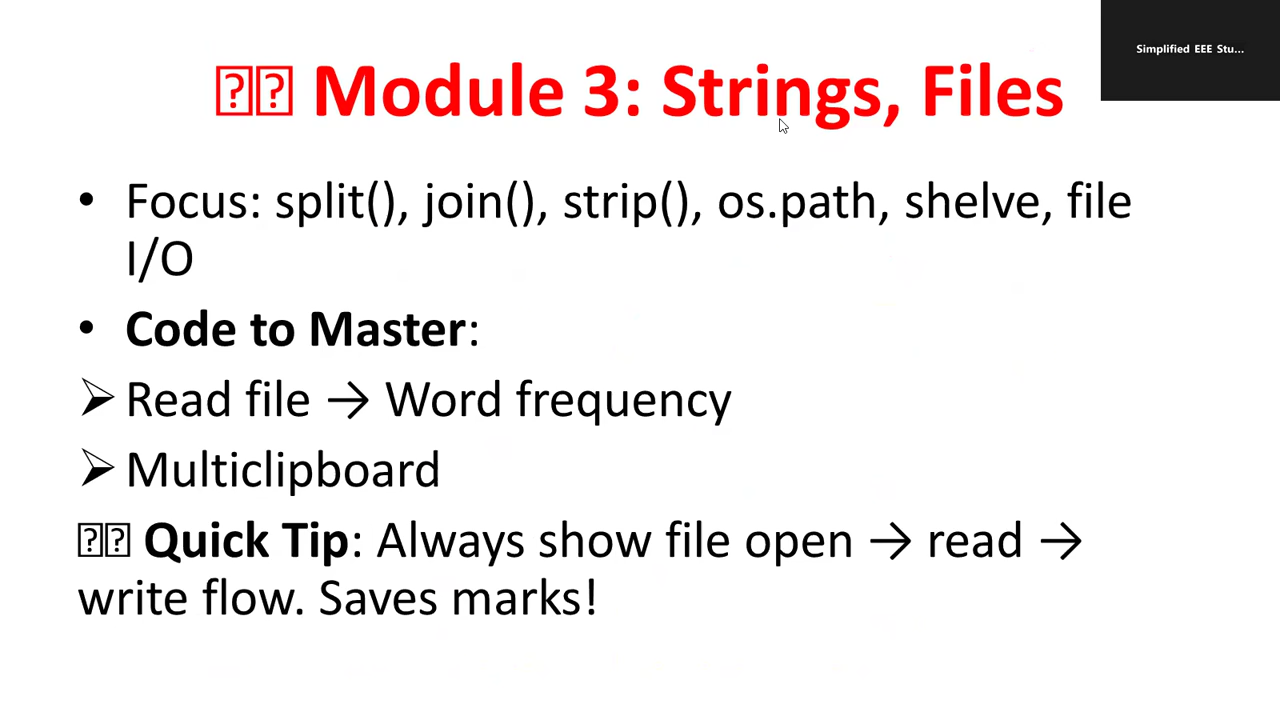 Simplified EEE Stu...
Module 3: Strings, Files
• Focus: split(), join(), strip(), os.path, shelve, file
I/O
• Code to Master:
➢ Read file → Word frequency
➢ Multiclipboard
Quick Tip: Always show file open → read →
write flow. Saves marks!